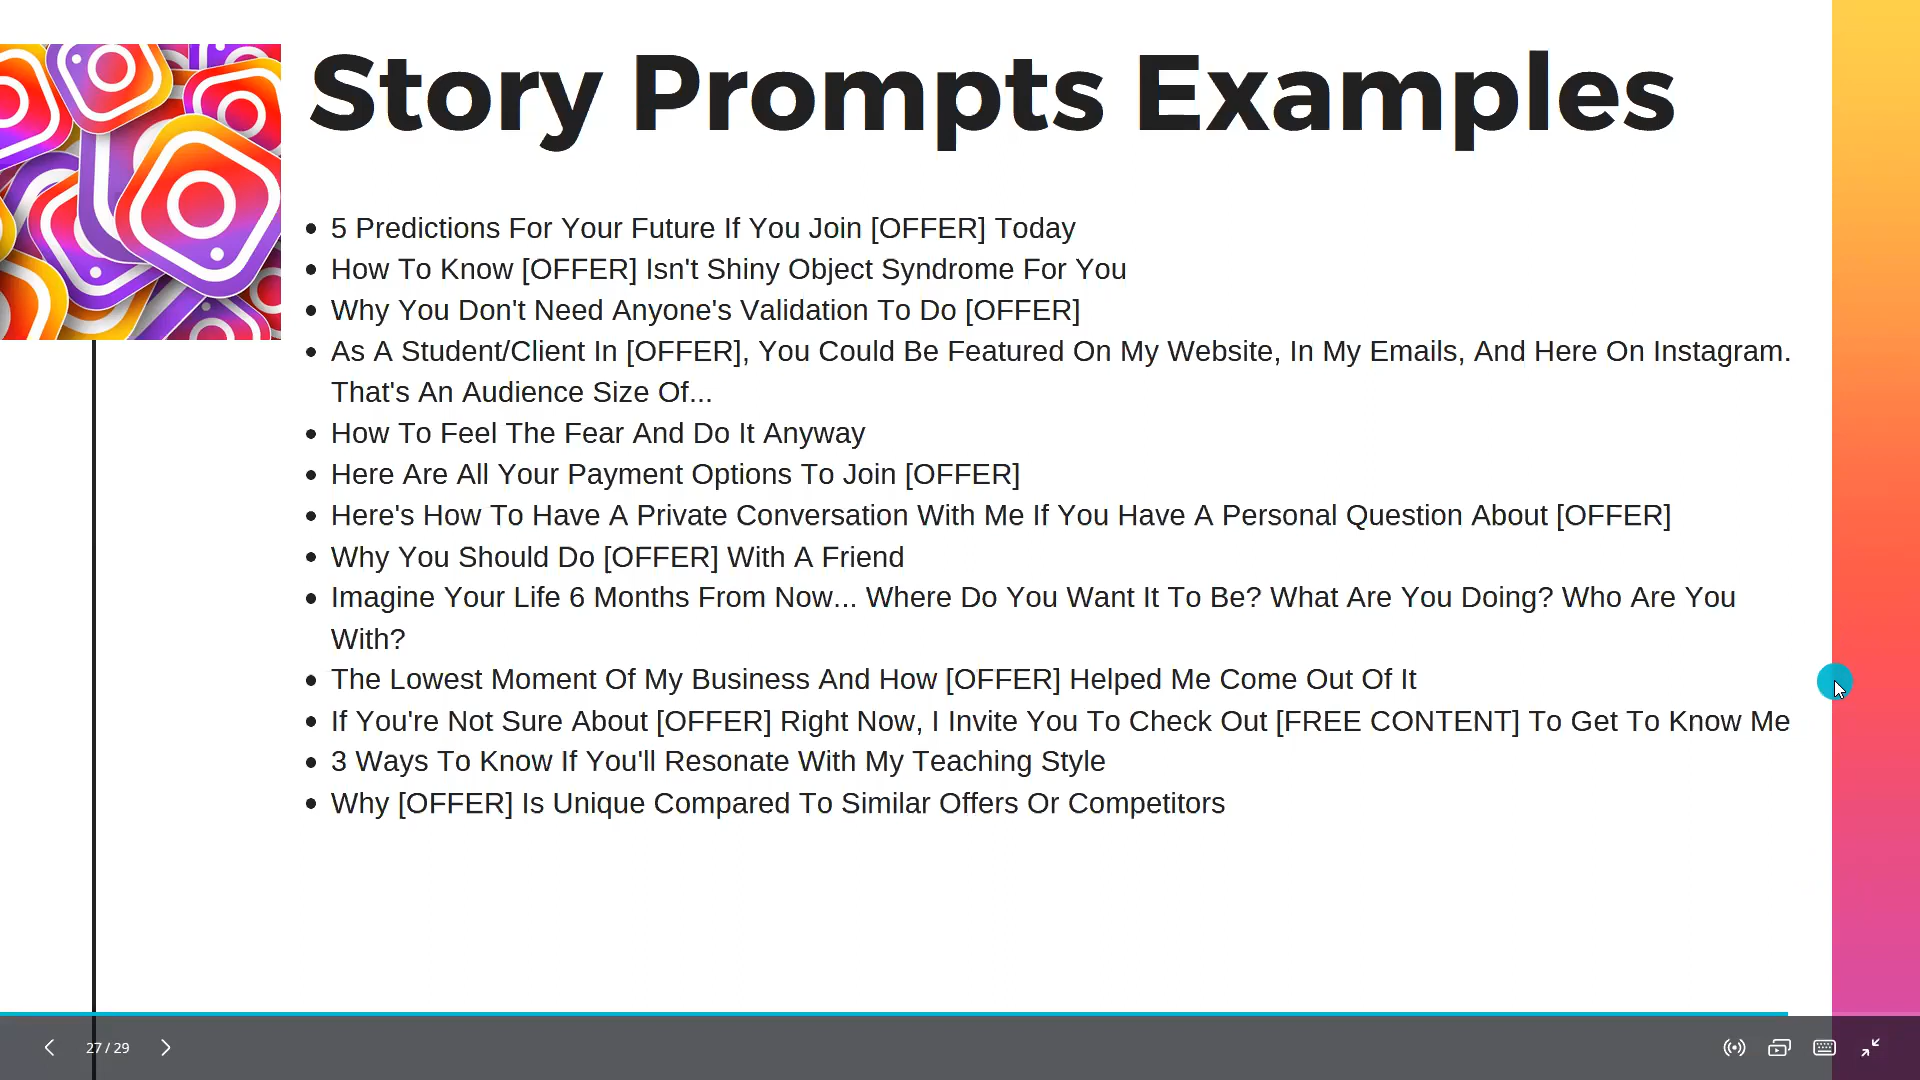 Story Prompts Examples
• 5 Predictions For Your Future If You Join [OFFER] Today
• How To Know [OFFER] Isn't Shiny Object Syndrome For You
• Why You Don't Need Anyone's Validation To Do [OFFER]
• As A Student/Client In [OFFER], You Could Be Featured On My Website, In My Emails, And Here On Instagram.
That's An Audience Size Of...
• How To Feel The Fear And Do It Anyway
• Here Are All Your Payment Options To Join [OFFER]
• Here's How To Have A Private Conversation With Me If You Have A Personal Question About [OFFER]
• Why You Should Do [OFFER] With A Friend
• Imagine Your Life 6 Months From Now... Where Do You Want It To Be? What Are You Doing? Who Are You
With?
• The Lowest Moment Of My Business And How [OFFER] Helped Me Come Out Of It
• If You're Not Sure About [OFFER] Right Now, I Invite You To Check Out [FREE CONTENT] To Get To Know Me
• 3 Ways To Know If You'll Resonate With My Teaching Style
• Why [OFFER] Is Unique Compared To Similar Offers Or Competitors
27 / 29